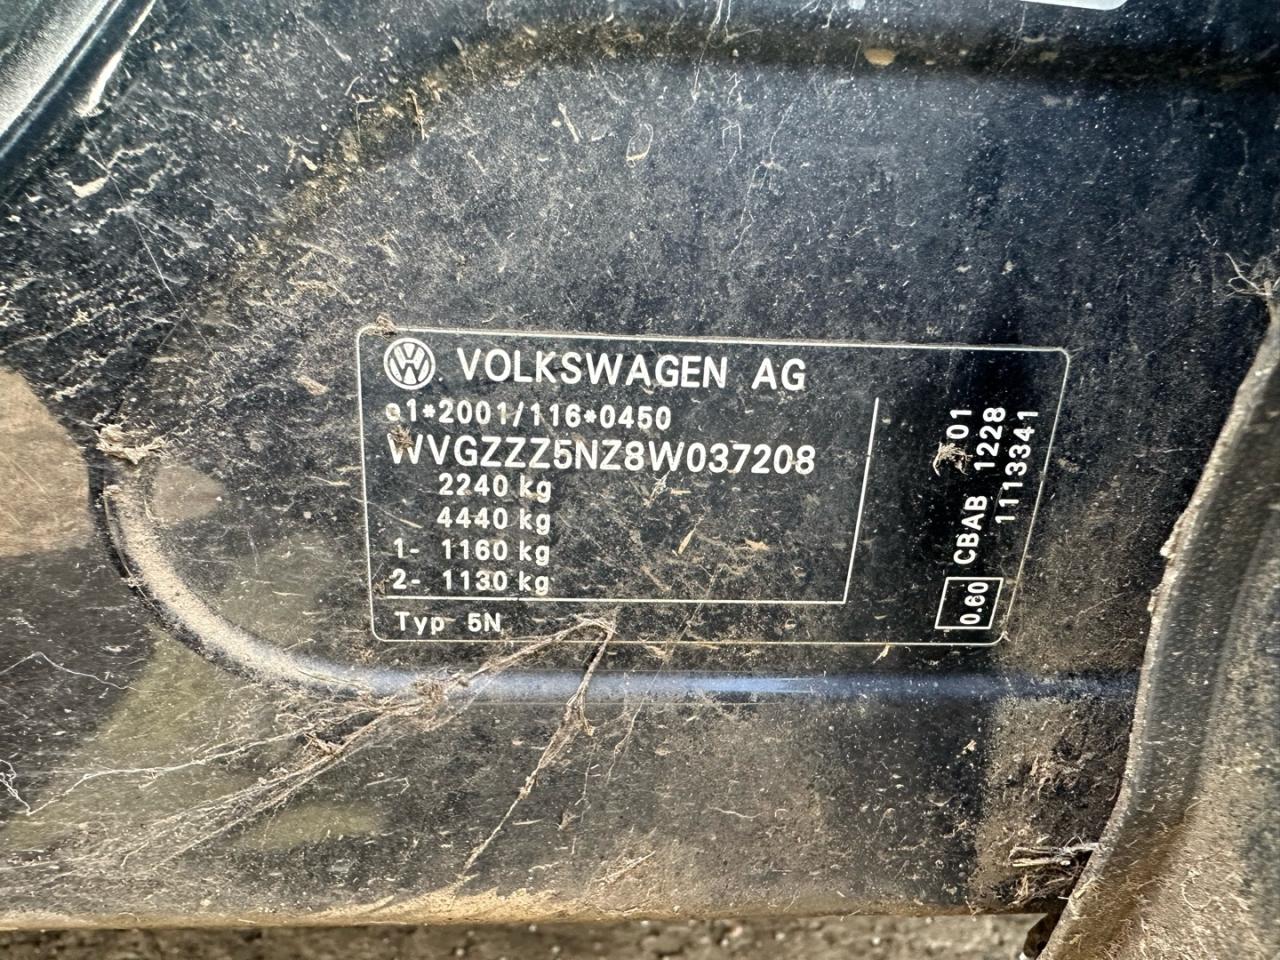 VOLKSWAGEN AG
e1*2001/116*0450
WVGZZZ5NZ8W037208
2240 kg
4440 kg
1- 1160 kg
2- 1130 kg
Typ 5N
01
CBAB 1228
1113341
0.60